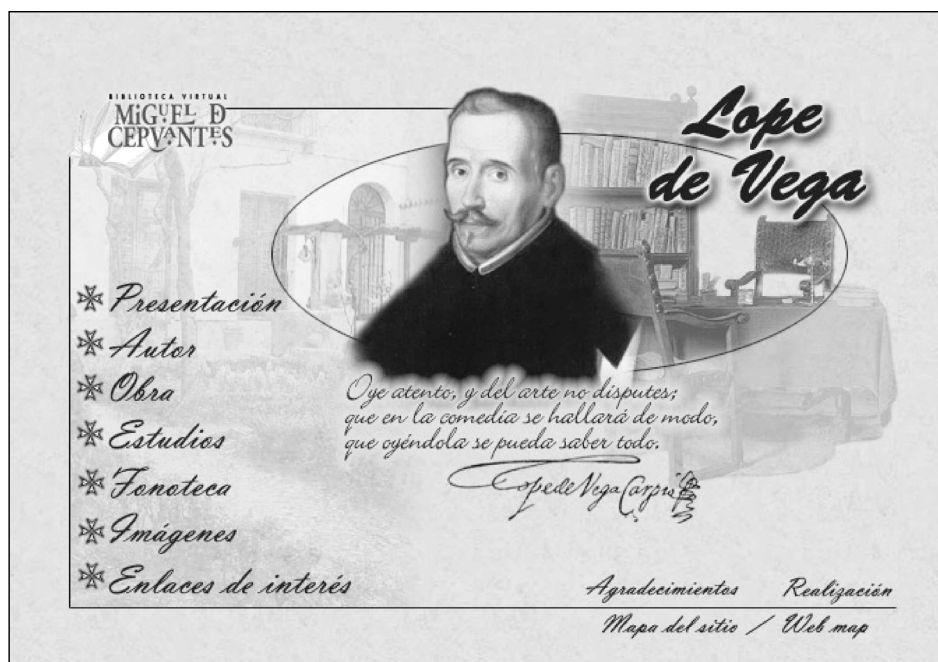 BIBLIOTECA VIRTUAL
MIGUEL D
CERVANTES
Lope
de Vega
Presentación
Autor
Obra
Estudios
Fonoteca
Imágenes
Enlaces de interés
Oye atento, y del arte no disputes;
que en la comedia se hallará de modo,
que oyéndola se pueda saber todo.
Lope de Vega Carpio
Agradecimientos Realización
Mapa del sitio / Web map